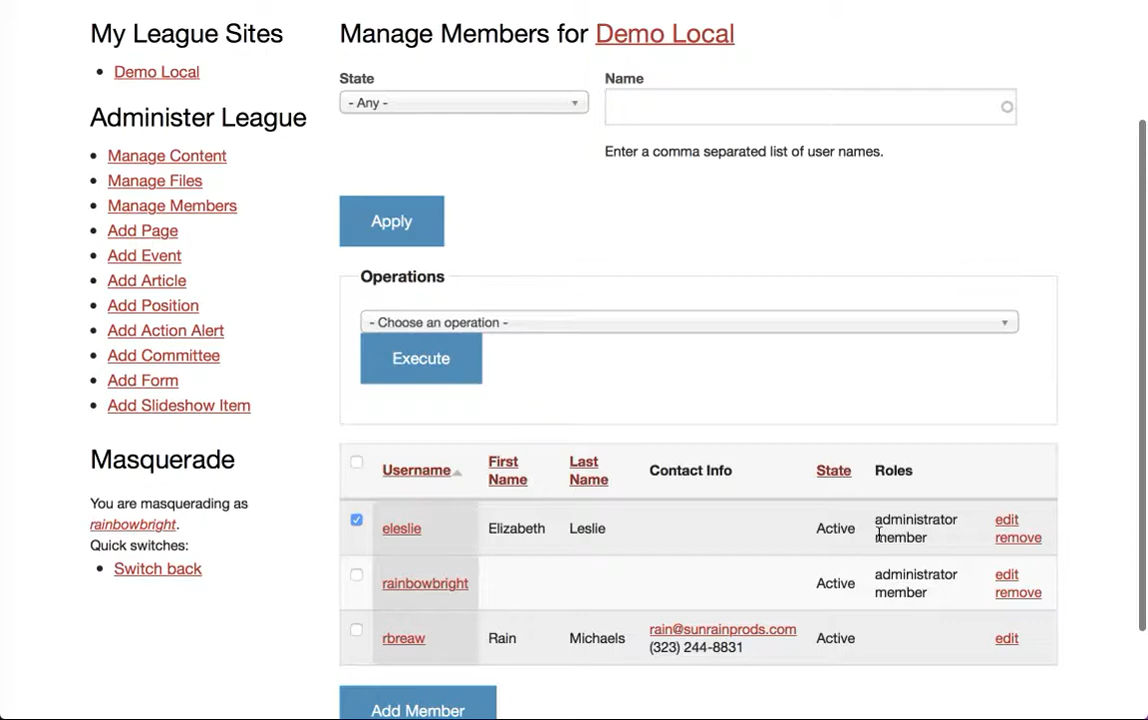 My League Sites
Demo Local
Administer League
Manage Content
Manage Files
Manage Members
Add Page
Add Event
Add Article
Add Position
Add Action Alert
Add Committee
Add Form
Add Slideshow Item
Masquerade
You are masquerading as
rainbowbright.
Quick switches:
Switch back
Manage Members for Demo Local
State
- Any -
Name
Enter a comma separated list of user names.
Apply
Operations
- Choose an operation -
Execute
Username First Name Last Name Contact Info State Roles
eleslie Elizabeth Leslie Active administrator edit
member remove
rainbowbright Active administrator edit
member remove
rbreaw Rain Michaels rain@sunrainprods.com Active edit
(323) 244-8831
Add Member